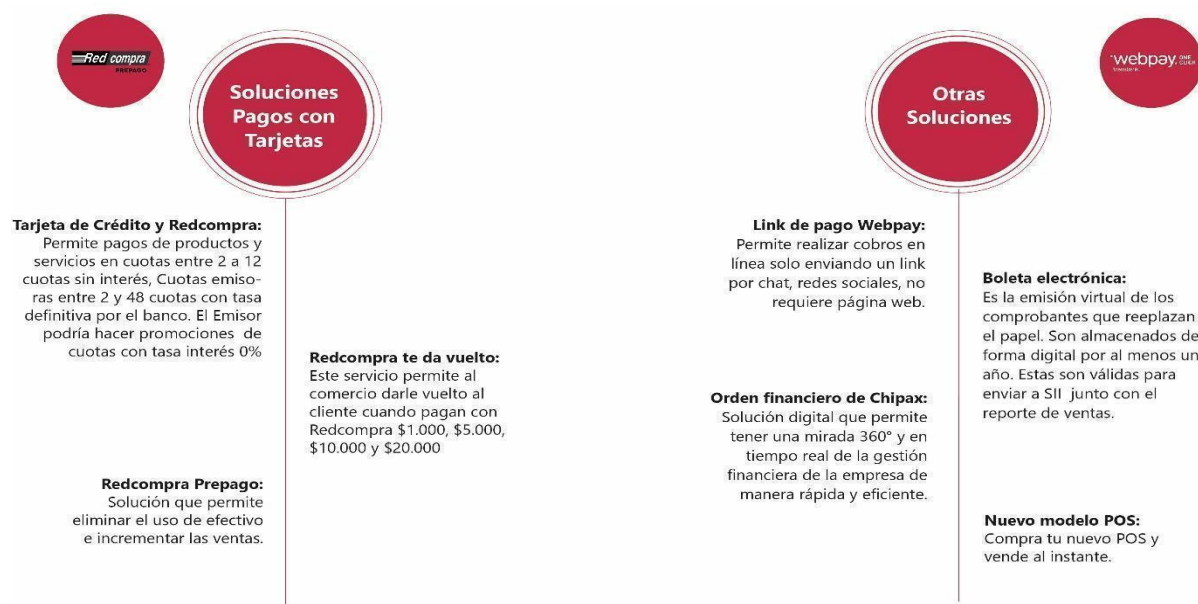 Red compra
PREPAGO
Soluciones
Pagos con
Tarjetas
Tarjeta de Crédito y Redcompra:
Permite pagos de productos y
servicios en cuotas entre 2 a 12
cuotas sin interés, Cuotas emiso-
ras entre 2 y 48 cuotas con tasa
definitiva por el banco. El Emisor
podría hacer promociones de
cuotas con tasa interés 0%
Redcompra te da vuelto:
Este servicio permite al
comercio darle vuelto al
cliente cuando pagan con
Redcompra $1.000, $5.000,
$10.000 y $20.000
Redcompra Prepago:
Solución que permite
eliminar el uso de efectivo
e incrementar las ventas.
webpay. ONE
CLICK
transbank.
Otras
Soluciones
Link de pago Webpay:
Permite realizar cobros en
línea solo enviando un link
por chat, redes sociales, no
requiere página web.
Boleta electrónica:
Es la emisión virtual de los
comprobantes que reeplazan
el papel. Son almacenados de
forma digital por al menos un
año. Estas son válidas para
enviar a SII junto con el
reporte de ventas.
Orden financiero de Chipax:
Solución digital que permite
tener una mirada 360° y en
tiempo real de la gestión
financiera de la empresa de
manera rápida y eficiente.
Nuevo modelo POS:
Compra tu nuevo POS y
vende al instante.